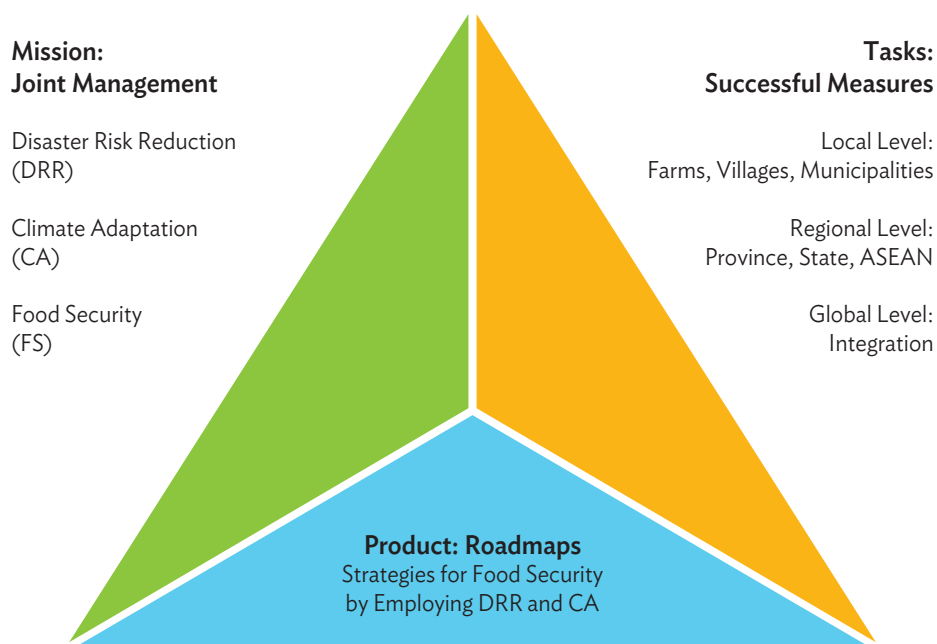 Mission:
Joint Management
Disaster Risk Reduction
(DRR)
Climate Adaptation
(CA)
Food Security
(FS)
Tasks:
Successful Measures
Local Level:
Farms, Villages, Municipalities
Regional Level:
Province, State, ASEAN
Global Level:
Integration
Product: Roadmaps
Strategies for Food Security
by Employing DRR and CA